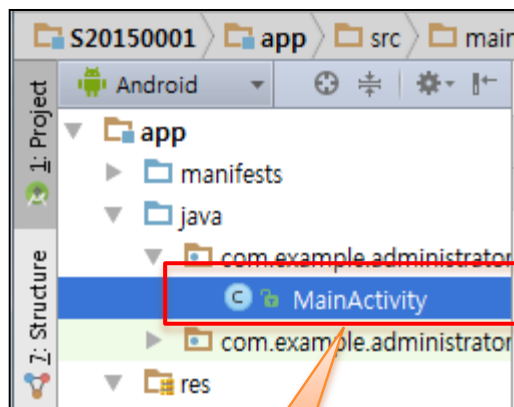 S20150001 app src main
Android
app
manifests
java
com.example.administrator
C MainActivity
com.example.administrator
res
1: Project
7: Structure